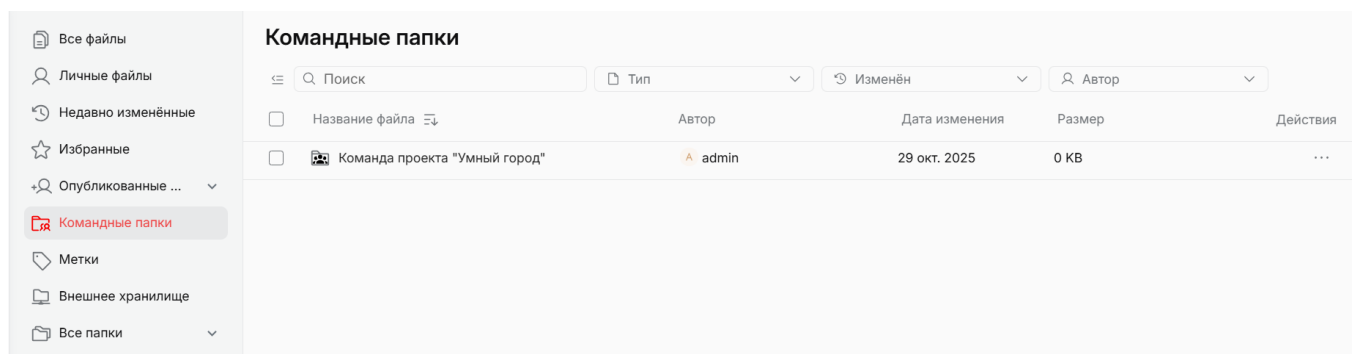 Все файлы
Личные файлы
Недавно изменённые
Избранные
Опубликованные ...
Командные папки
Метки
Внешнее хранилище
Все папки
Командные папки
Поиск Тип Изменён Автор
Название файла Автор Дата изменения Размер Действия
Команда проекта "Умный город" A admin 29 окт. 2025 0 KB ...